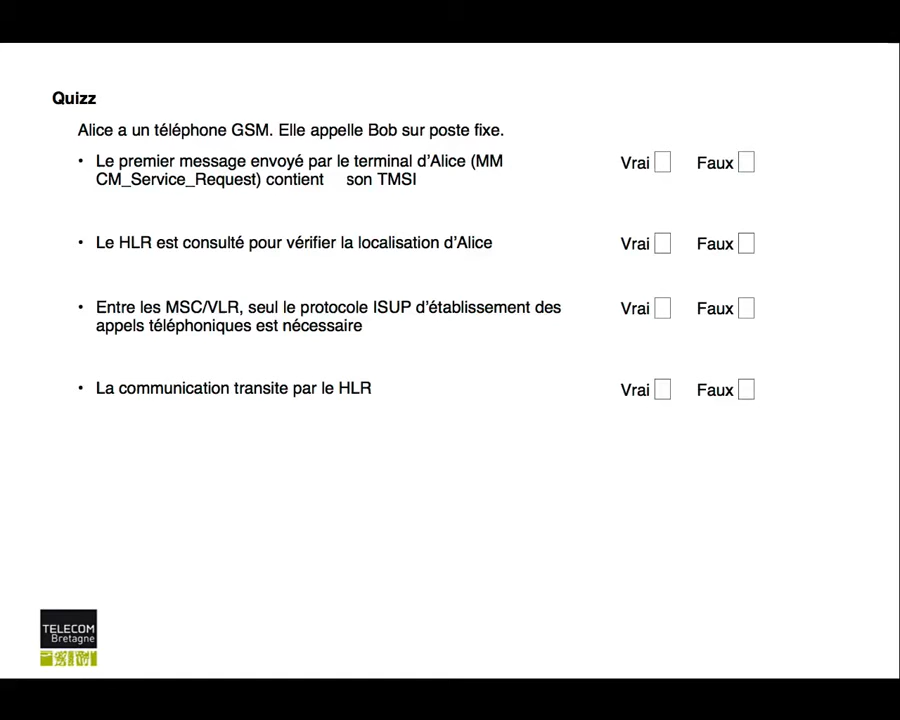 Quizz
Alice a un téléphone GSM. Elle appelle Bob sur poste fixe.
• Le premier message envoyé par le terminal d'Alice (MM Vrai Faux
CM_Service_Request) contient son TMSI
• Le HLR est consulté pour vérifier la localisation d'Alice Vrai Faux
• Entre les MSC/VLR, seul le protocole ISUP d'établissement des Vrai Faux
appels téléphoniques est nécessaire
• La communication transite par le HLR Vrai Faux
TELECOM
Bretagne